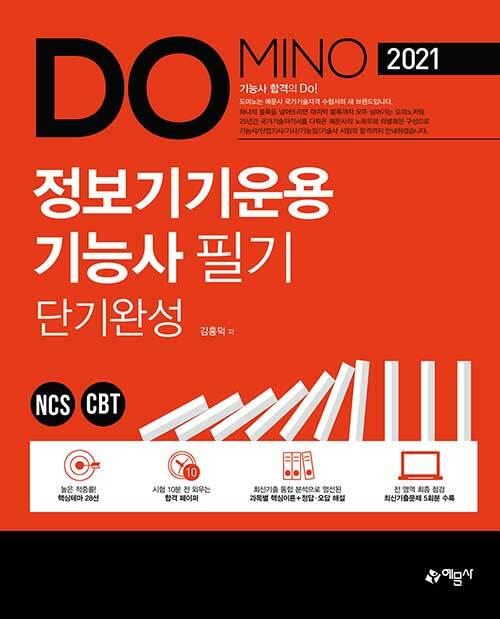 DOMINO 2021
기능사 합격의 Do!
도미노는 예문사 국가기술자격 수험서의 새 브랜드입니다.
하나의 블록을 넘어뜨리면 마지막 블록까지 모두 넘어가는 도미노처럼
25년간 국가기술자격서를 다뤄온 예문사의 노하우와 차별화된 구성으로
기능사/산업기사/기사/기능장/기술사 시험의 합격까지 안내하겠습니다.
정보기기운용
기능사 필기
단기완성
김홍덕 저
NCS CBT
높은 적중률!
핵심테마 28선
10
시험 10분 전 외우는
합격 페이퍼
최신기출 통합 분석으로 엄선된
과목별 핵심이론+정답·오답 해설
전 영역 최종 점검
최신기출문제 5회분 수록
예문사